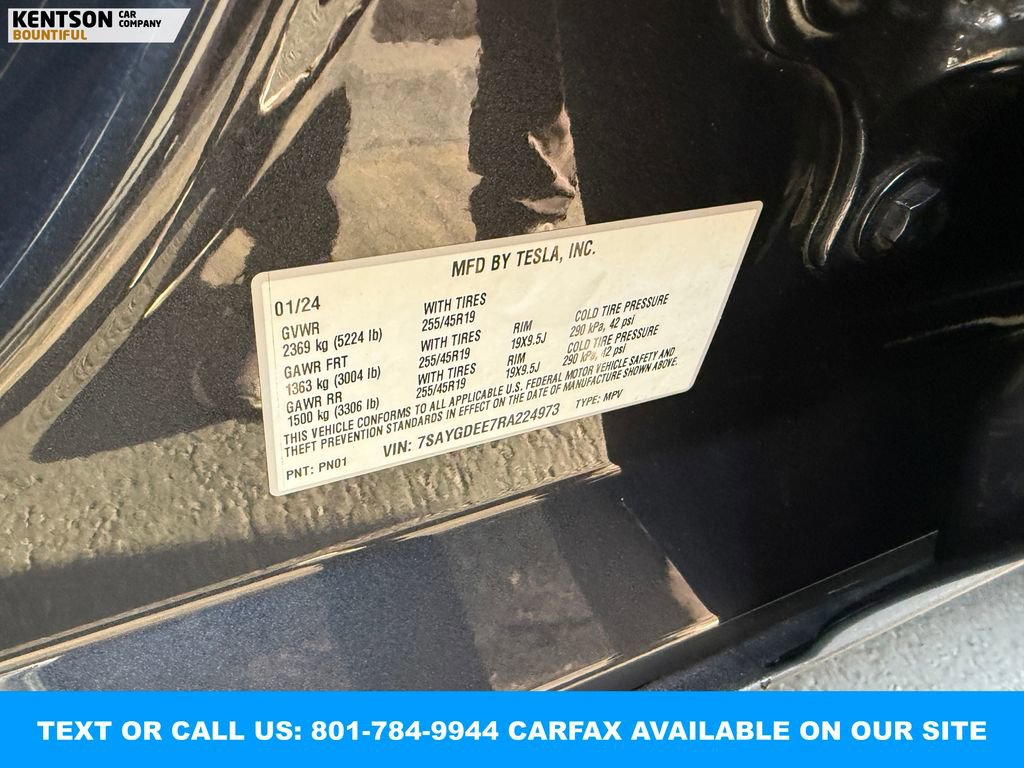 KENTSON CAR COMPANY
BOUNTIFUL
MFD BY TESLA, INC.
01/24
GVWR
2369 kg (5224 lb)
GAWR FRT
1363 kg (3004 lb)
GAWR RR
1500 kg (3306 lb)
WITH TIRES
255/45R19
WITH TIRES
255/45R19
WITH TIRES
255/45R19
RIM
19X9.5J
RIM
19X9.5J
COLD TIRE PRESSURE
290 kPa, 42 psi
COLD TIRE PRESSURE
290 kPa, 42 psi
THIS VEHICLE CONFORMS TO ALL APPLICABLE U.S. FEDERAL MOTOR VEHICLE SAFETY AND
THEFT PREVENTION STANDARDS IN EFFECT ON THE DATE OF MANUFACTURE SHOWN ABOVE.
PNT: PN01 VIN: 7SAYGDEE7RA224973 TYPE: MPV
TEXT OR CALL US: 801-784-9944 CARFAX AVAILABLE ON OUR SITE